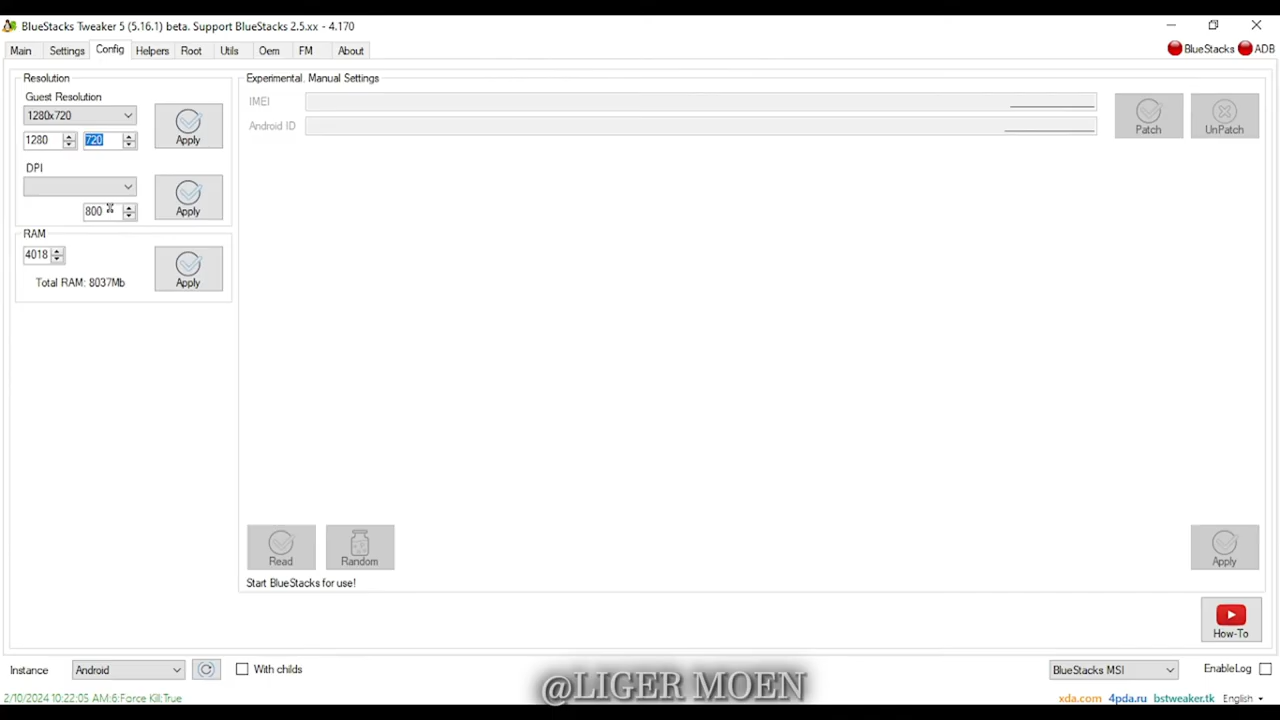 BlueStacks Tweaker 5 (5.16.1) beta. Support BlueStacks 2.5.xx - 4.170
Main Settings Config Helpers Root Utils Oem FM About
BlueStacks ADB
Resolution
Guest Resolution
1280x720
1280 720
Apply
DPI
800
Apply
RAM
4018
Total RAM: 8037Mb
Apply
Experimental. Manual Settings
IMEI
Android ID
Patch UnPatch
Read Random
Apply
Start BlueStacks for use!
How-To
Instance Android With childs
BlueStacks MSI EnableLog
@LIGER MOEN
2/10/2024 10:22:05 AM:6:Force Kill:True
xda.com 4pda.ru bstweaker.tk English